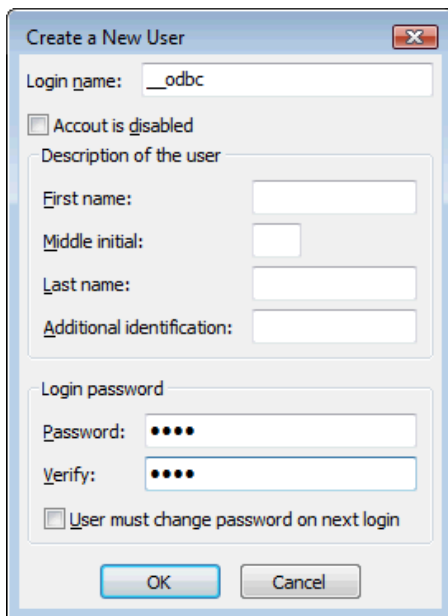 Create a New User
Login name: __odbc
Accout is disabled
Description of the user
First name:
Middle initial:
Last name:
Additional identification:
Login password
Password: ••••
Verify: ••••
User must change password on next login
OK Cancel